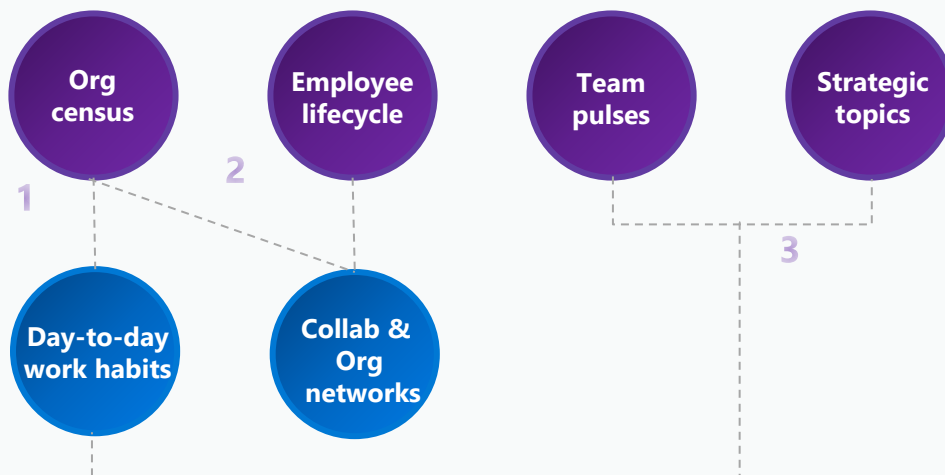 Org
census
Employee
lifecycle
Team
pulses
Strategic
topics
1
2
3
Day-to-day
work habits
Collab &
Org
networks